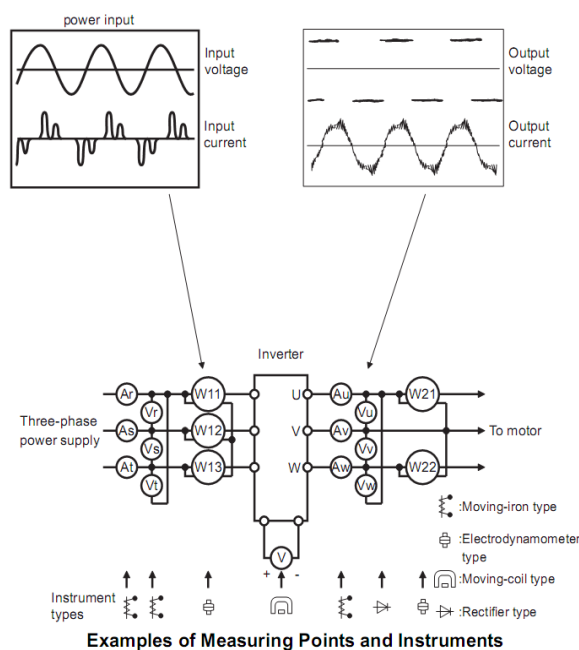 power input
Input
voltage
Input
current
Output
voltage
Output
current
Inverter
Three-phase
power supply
Ar
As
At
Vr
Vs
Vt
W11
W12
W13
U
V
W
Au
Av
Aw
Vu
Vv
Vw
W21
W22
To motor
V
+ -
:Moving-iron type
:Electrodynamometer
type
:Moving-coil type
:Rectifier type
Instrument
types
Examples of Measuring Points and Instruments